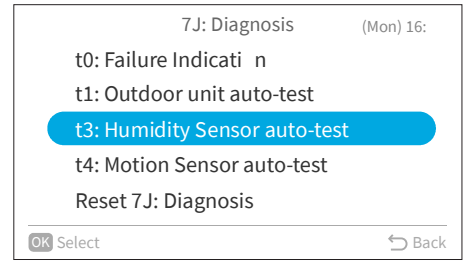 7J: Diagnosis (Mon) 16:
t0: Failure Indicati n
t1: Outdoor unit auto-test
t3: Humidity Sensor auto-test
t4: Motion Sensor auto-test
Reset 7J: Diagnosis
OK Select Back